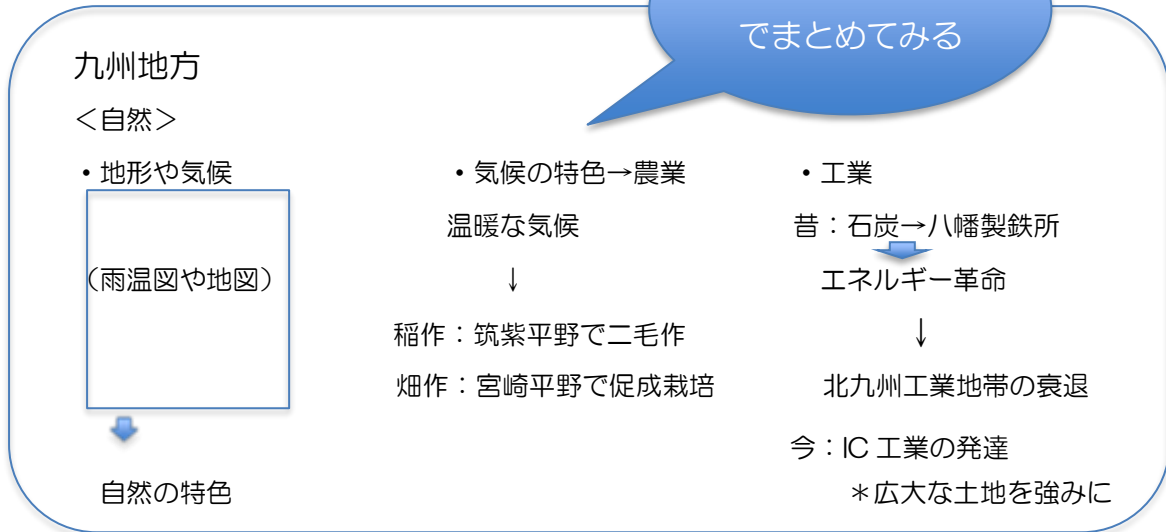 でまとめてみる
九州地方
＜自然＞
・地形や気候
（雨温図や地図）
自然の特色
・気候の特色→農業
温暖な気候
↓
稲作：筑紫平野で二毛作
畑作：宮崎平野で促成栽培
・工業
昔：石炭→八幡製鉄所
エネルギー革命
↓
北九州工業地帯の衰退
今：IC 工業の発達
＊広大な土地を強みに